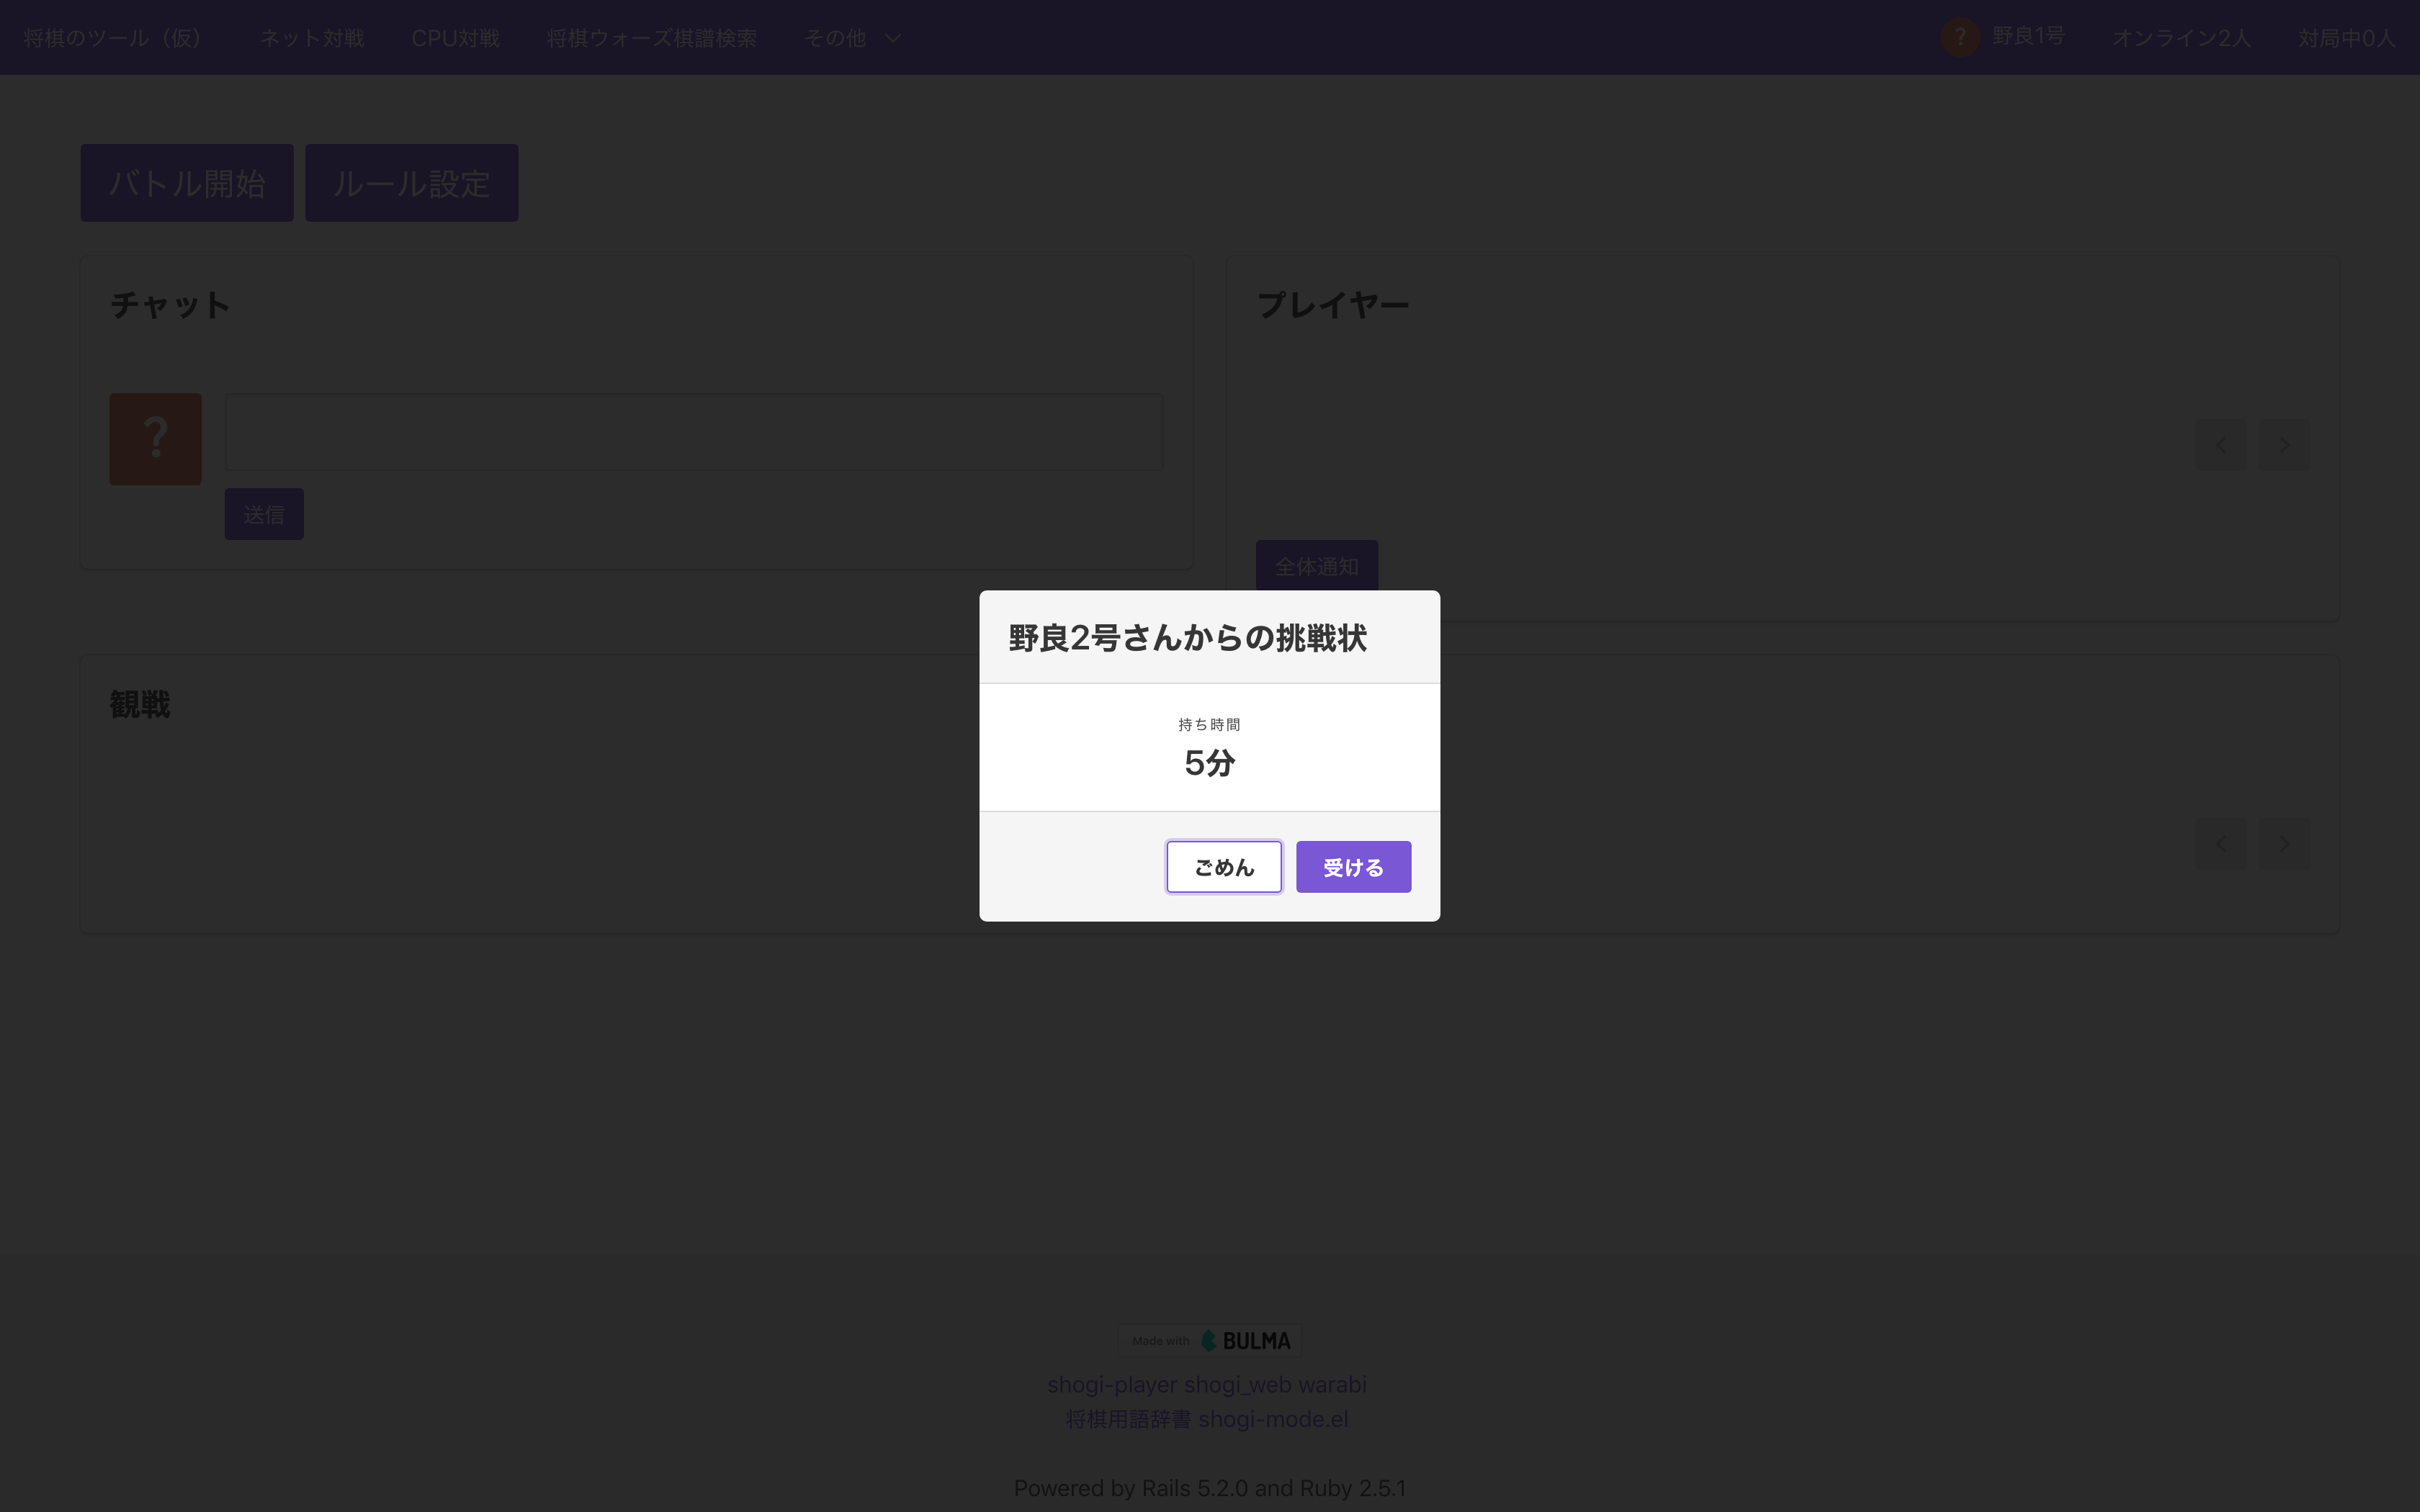 将棋のツール（仮） ネット対戦 CPU対戦 将棋ウォーズ棋譜検索 その他 ? 野良1号 オンライン2人 対局中0人
バトル開始 ルール設定
チャット
?
送信
プレイヤー
全体通知
観戦
野良2号さんからの挑戦状
持ち時間
5分
ごめん 受ける
Made with BULMA
shogi-player shogi_web warabi
将棋用語辞書 shogi-mode.el
Powered by Rails 5.2.0 and Ruby 2.5.1